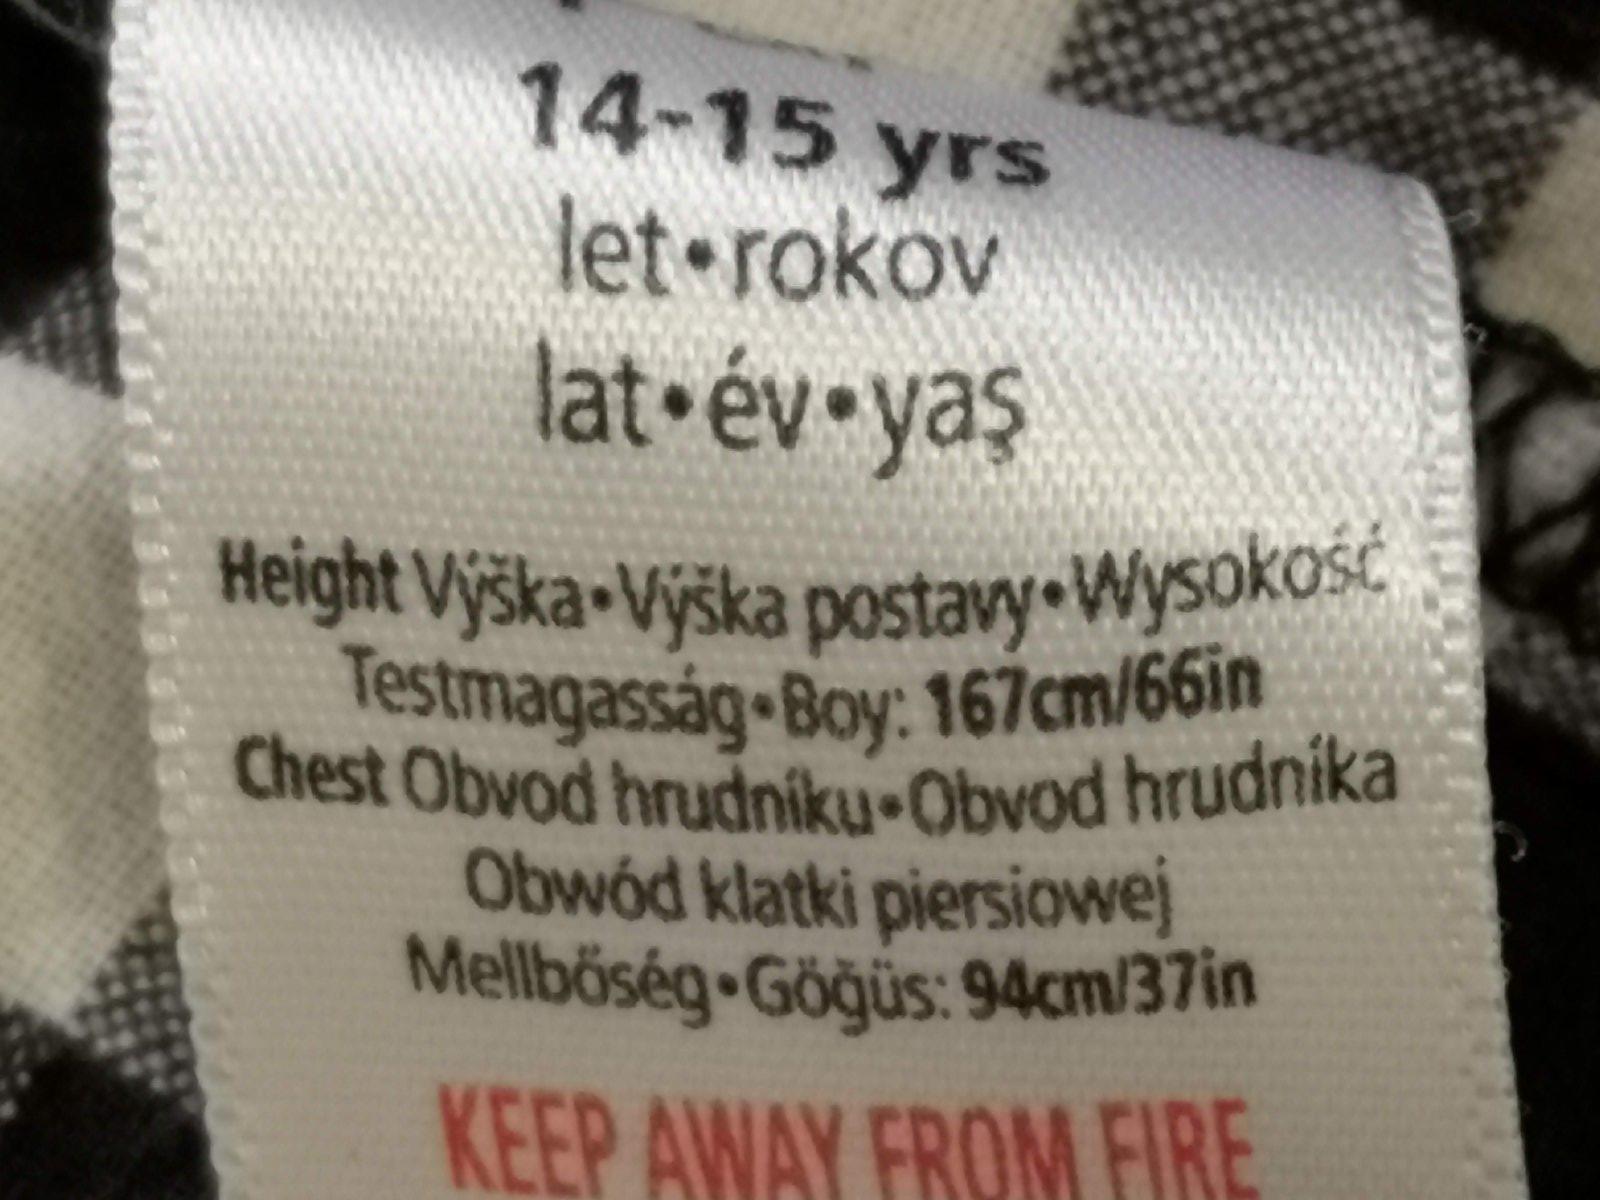 14-15 yrs
let•rokov
lat•év•yaş
Height Výška•Výška postavy•Wysokość
Testmagasság•Boy: 167cm/66in
Chest Obvod hrudníku•Obvod hrudníka
Obwód klatki piersiowej
Mellbőség•Göğüs: 94cm/37in
KEEP AWAY FROM FIRE